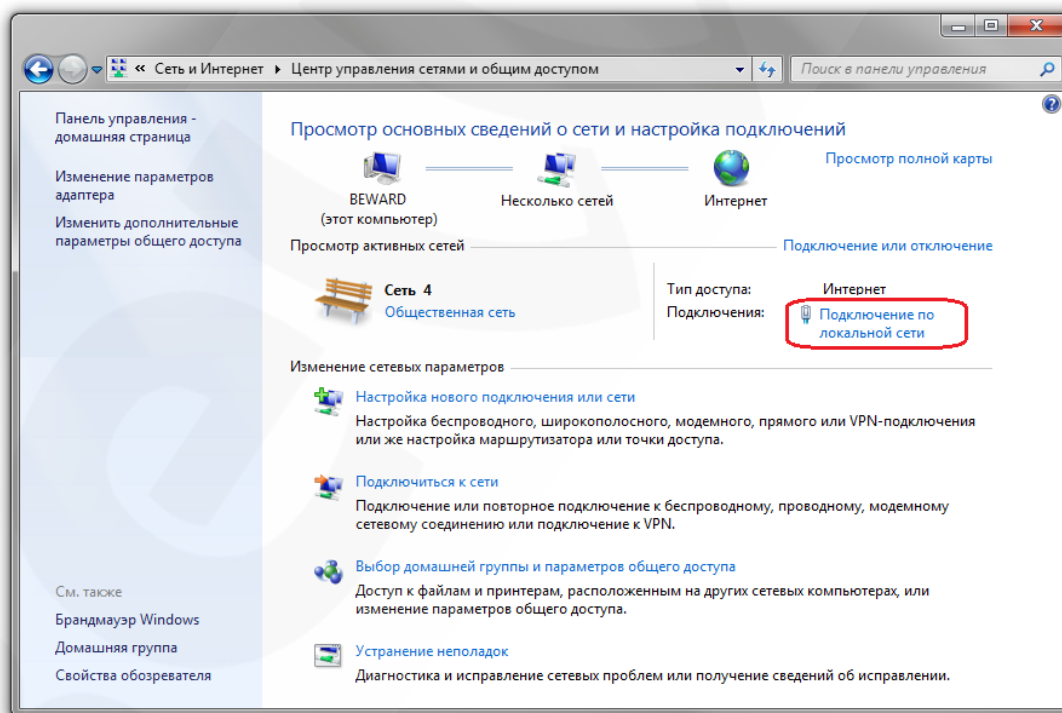 « Сеть и Интернет ▸ Центр управления сетями и общим доступом
Поиск в панели управления
Панель управления -
домашняя страница
Изменение параметров
адаптера
Изменить дополнительные
параметры общего доступа
См. также
Брандмауэр Windows
Домашняя группа
Свойства обозревателя
Просмотр основных сведений о сети и настройка подключений
Просмотр полной карты
BEWARD
(этот компьютер)
Несколько сетей
Интернет
Просмотр активных сетей
Подключение или отключение
Сеть 4
Общественная сеть
Тип доступа: Интернет
Подключения: Подключение по
локальной сети
Изменение сетевых параметров
Настройка нового подключения или сети
Настройка беспроводного, широкополосного, модемного, прямого или VPN-подключения
или же настройка маршрутизатора или точки доступа.
Подключиться к сети
Подключение или повторное подключение к беспроводному, проводному, модемному
сетевому соединению или подключение к VPN.
Выбор домашней группы и параметров общего доступа
Доступ к файлам и принтерам, расположенным на других сетевых компьютерах, или
изменение параметров общего доступа.
Устранение неполадок
Диагностика и исправление сетевых проблем или получение сведений об исправлении.